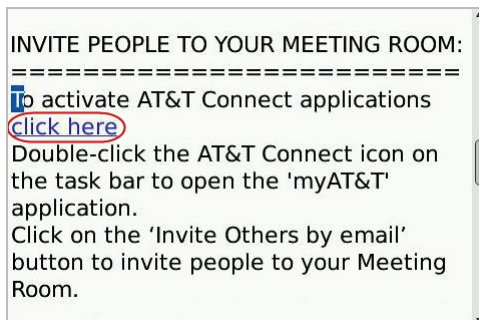 INVITE PEOPLE TO YOUR MEETING ROOM:
==========================
To activate AT&T Connect applications
click here
Double-click the AT&T Connect icon on
the task bar to open the 'myAT&T'
application.
Click on the ‘Invite Others by email’
button to invite people to your Meeting
Room.